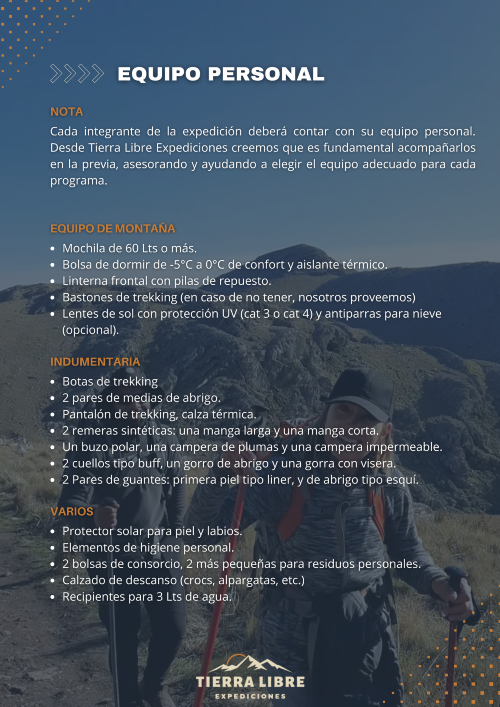 EQUIPO PERSONAL
NOTA
Cada integrante de la expedición deberá contar con su equipo personal.
Desde Tierra Libre Expediciones creemos que es fundamental acompañarlos
en la previa, asesorando y ayudando a elegir el equipo adecuado para cada
programa.
EQUIPO DE MONTAÑA
• Mochila de 60 Lts o más.
• Bolsa de dormir de -5°C a 0°C de confort y aislante térmico.
• Linterna frontal con pilas de repuesto.
• Bastones de trekking (en caso de no tener, nosotros proveemos)
• Lentes de sol con protección UV (cat 3 o cat 4) y antiparras para nieve
(opcional).
INDUMENTARIA
• Botas de trekking
• 2 pares de medias de abrigo.
• Pantalón de trekking, calza térmica.
• 2 remeras sintéticas: una manga larga y una manga corta.
• Un buzo polar, una campera de plumas y una campera impermeable.
• 2 cuellos tipo buff, un gorro de abrigo y una gorra con visera.
• 2 Pares de guantes: primera piel tipo liner, y de abrigo tipo esquí.
VARIOS
• Protector solar para piel y labios.
• Elementos de higiene personal.
• 2 bolsas de consorcio, 2 más pequeñas para residuos personales.
• Calzado de descanso (crocs, alpargatas, etc.)
• Recipientes para 3 Lts de agua.
TIERRA LIBRE
EXPEDICIONES